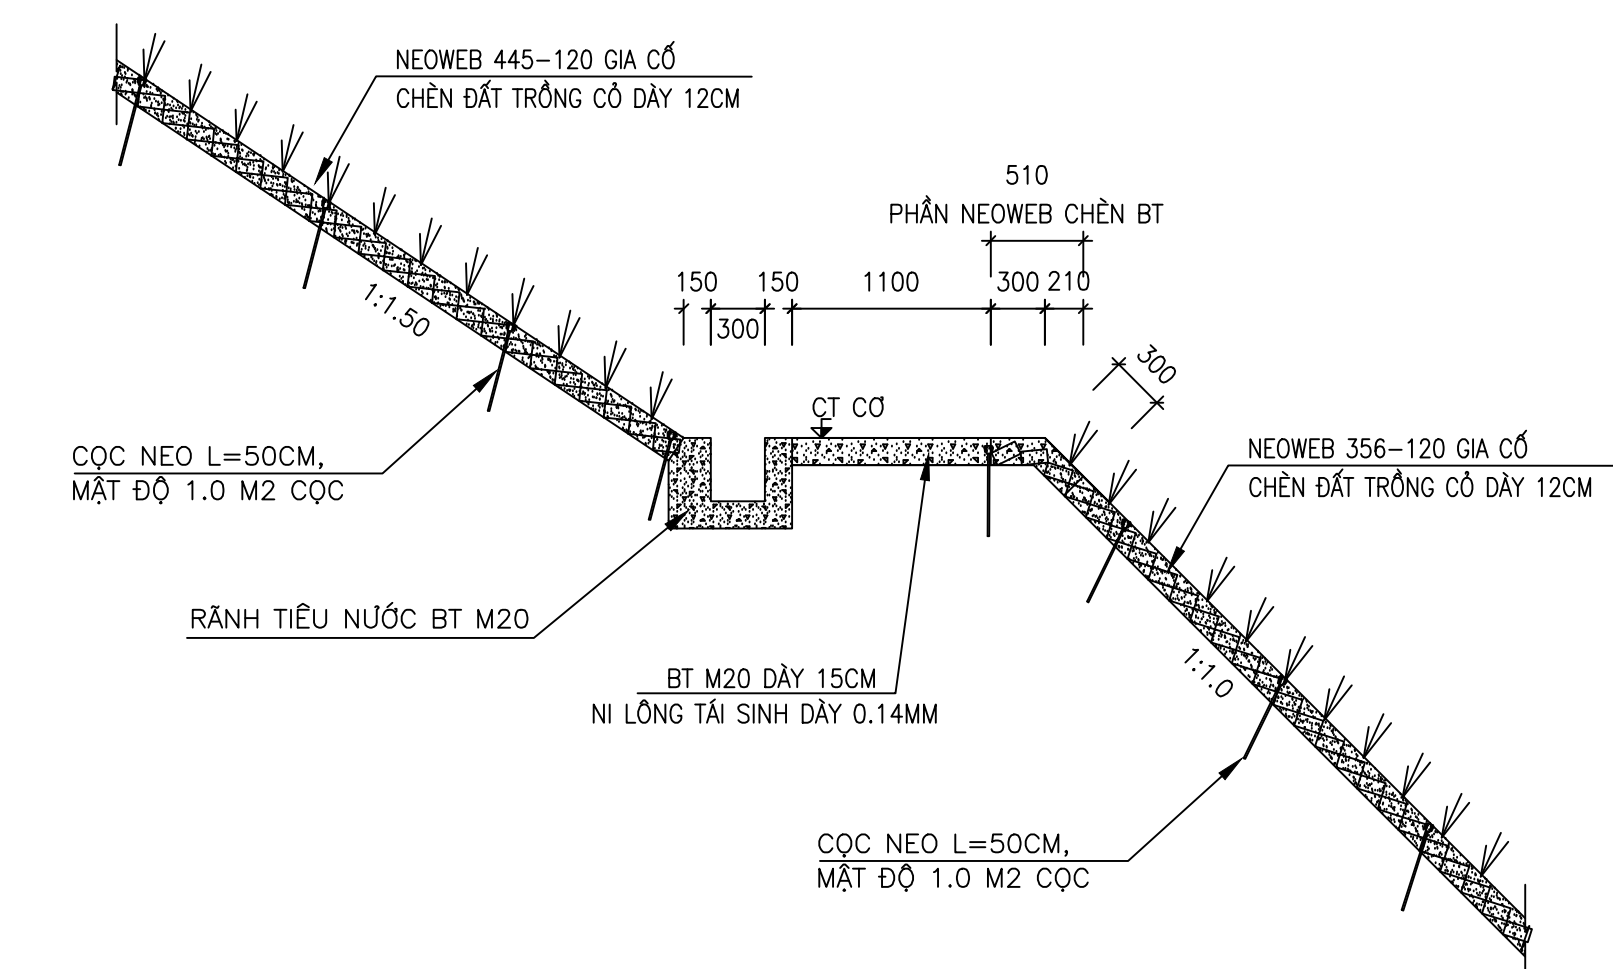 NEOWEB 445-120 GIA CỐ
CHÈN ĐẤT TRỒNG CỎ DÀY 12CM
510
PHẦN NEOWEB CHÈN BT
150
150
1100
300
210
300
1:1.50
300
CT CƠ
CỌC NEO L=50CM,
MẬT ĐỘ 1.0 M2 CỌC
NEOWEB 356-120 GIA CỐ
CHÈN ĐẤT TRỒNG CỎ DÀY 12CM
RÃNH TIÊU NƯỚC BT M20
1:1.0
BT M20 DÀY 15CM
NI LÔNG TÁI SINH DÀY 0.14MM
CỌC NEO L=50CM,
MẬT ĐỘ 1.0 M2 CỌC